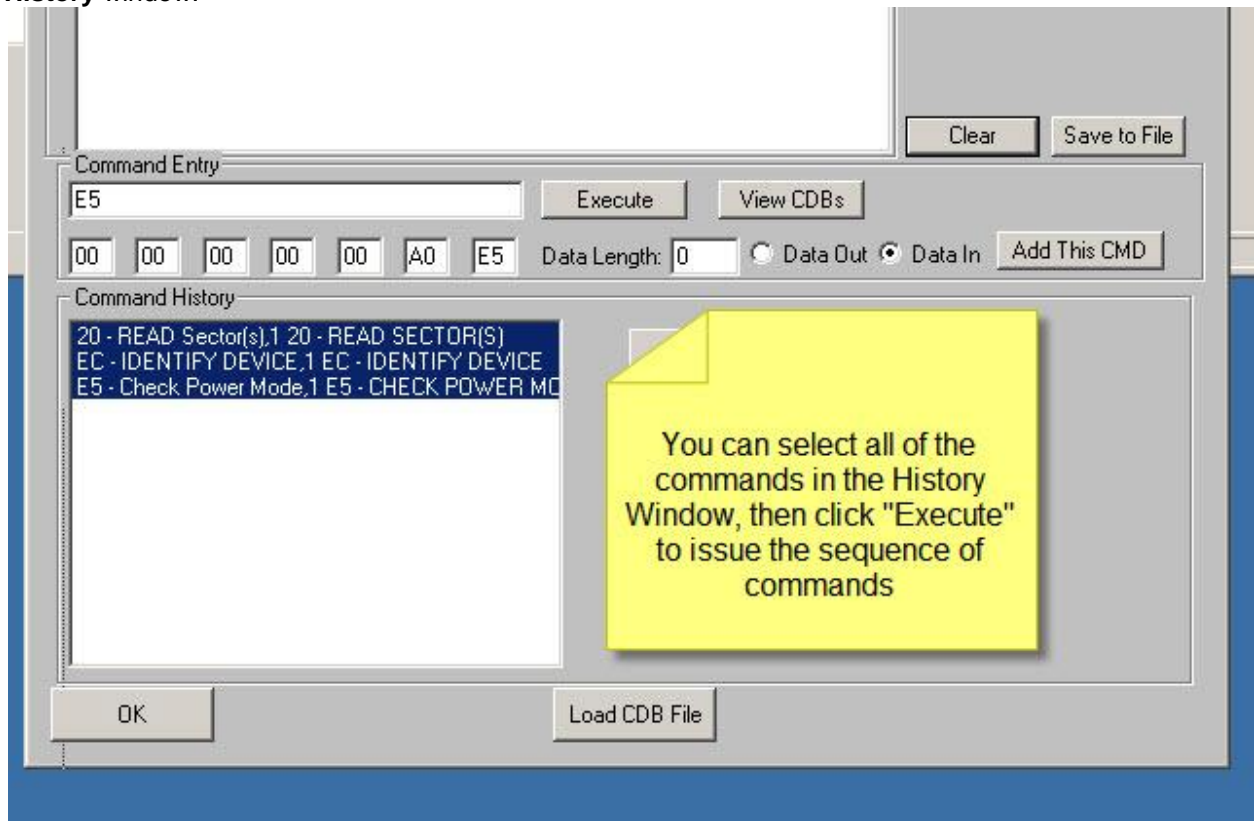 Clear Save to File
Command Entry
E5 Execute View CDBs
00 00 00 00 00 A0 E5 Data Length: 0 Data Out Data In Add This CMD
Command History
20 - READ Sector(s),1 20 - READ SECTOR(S)
EC - IDENTIFY DEVICE,1 EC - IDENTIFY DEVICE
E5 - Check Power Mode,1 E5 - CHECK POWER MO
You can select all of the
commands in the History
Window, then click "Execute"
to issue the sequence of
commands
OK Load CDB File